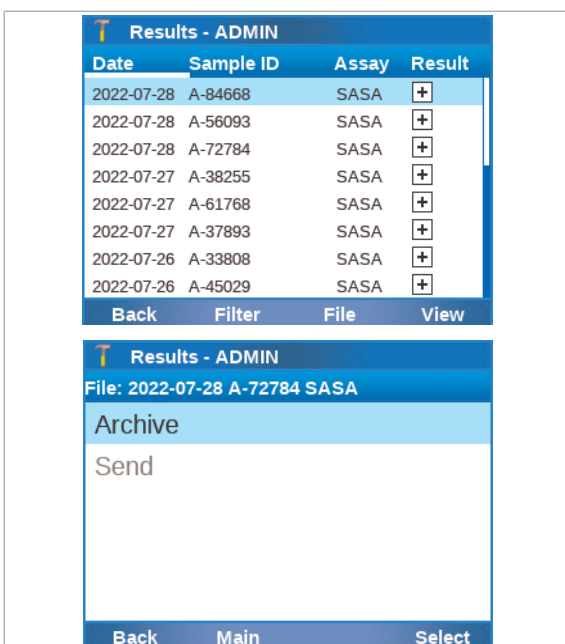 Results - ADMIN
Date Sample ID Assay Result
2022-07-28 A-84668 SASA +
2022-07-28 A-56093 SASA +
2022-07-28 A-72784 SASA +
2022-07-27 A-38255 SASA +
2022-07-27 A-61768 SASA +
2022-07-27 A-37893 SASA +
2022-07-26 A-33808 SASA +
2022-07-26 A-45029 SASA +
Back Filter File View
Results - ADMIN
File: 2022-07-28 A-72784 SASA
Archive
Send
Back Main Select